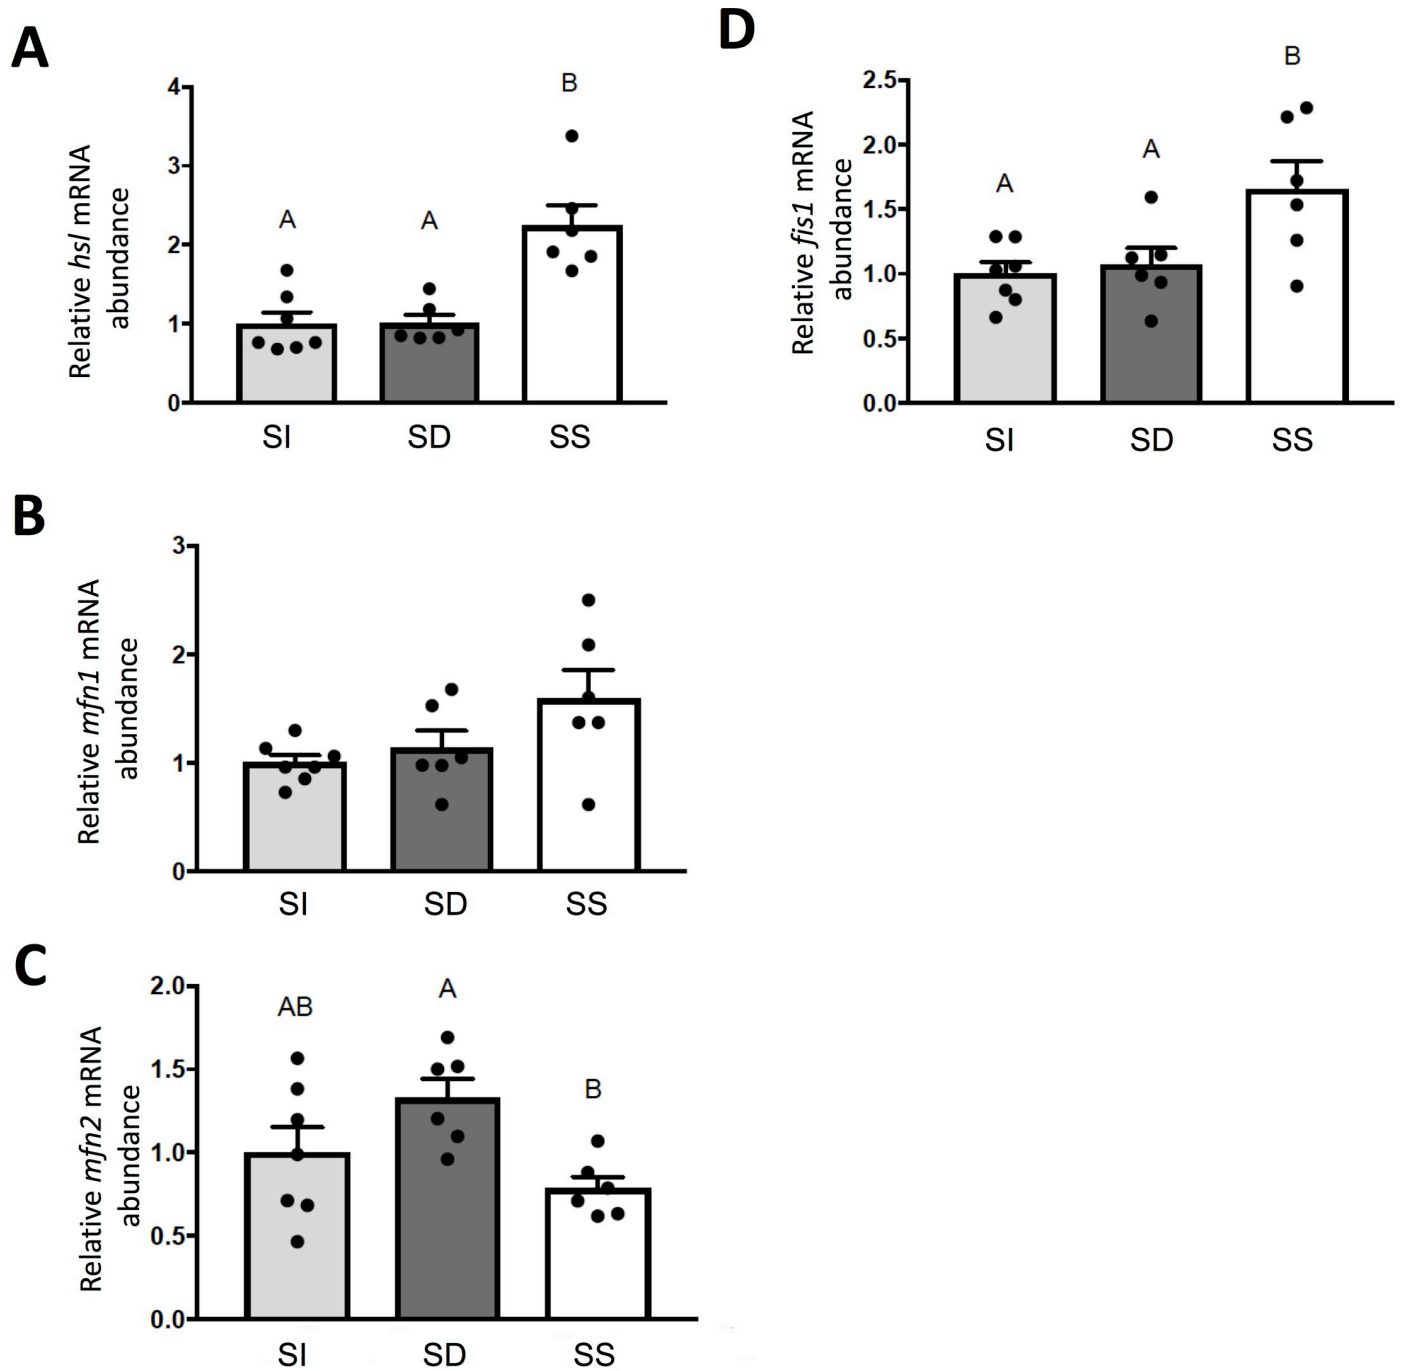 A
Relative hsl mRNA
abundance
4
3
2
1
0
A
A
B
SI
SD
SS
D
Relative fis1 mRNA
abundance
2.5
2.0
1.5
1.0
0.5
0.0
A
A
B
SI
SD
SS
B
Relative mfn1 mRNA
abundance
3
2
1
0
SI
SD
SS
C
Relative mfn2 mRNA
abundance
2.0
1.5
1.0
0.5
0.0
AB
A
B
SI
SD
SS